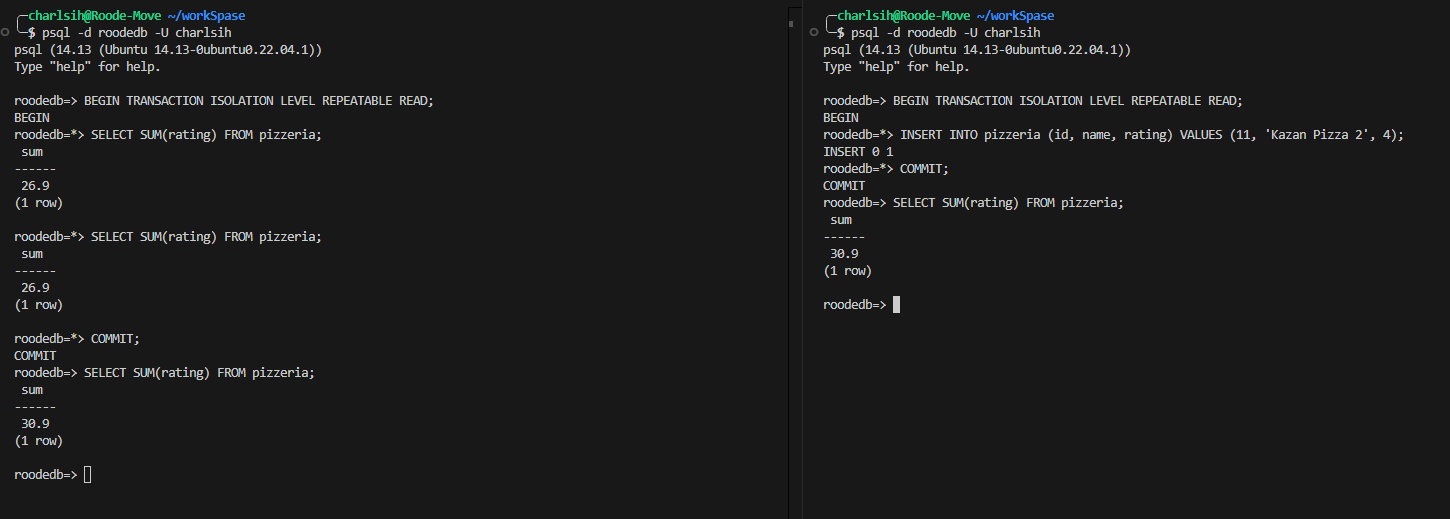 charlsih@Roode-Move ~/workSpase
$ psql -d roodedb -U charlsih
psql (14.13 (Ubuntu 14.13-0ubuntu0.22.04.1))
Type "help" for help.
roodedb=> BEGIN TRANSACTION ISOLATION LEVEL REPEATABLE READ;
BEGIN
roodedb=*> SELECT SUM(rating) FROM pizzeria;
sum
------
26.9
(1 row)
roodedb=*> SELECT SUM(rating) FROM pizzeria;
sum
------
26.9
(1 row)
roodedb=*> COMMIT;
COMMIT
roodedb=> SELECT SUM(rating) FROM pizzeria;
sum
------
30.9
(1 row)
roodedb=>
charlsih@Roode-Move ~/workSpase
$ psql -d roodedb -U charlsih
psql (14.13 (Ubuntu 14.13-0ubuntu0.22.04.1))
Type "help" for help.
roodedb=> BEGIN TRANSACTION ISOLATION LEVEL REPEATABLE READ;
BEGIN
roodedb=*> INSERT INTO pizzeria (id, name, rating) VALUES (11, 'Kazan Pizza 2', 4);
INSERT 0 1
roodedb=*> COMMIT;
COMMIT
roodedb=> SELECT SUM(rating) FROM pizzeria;
sum
------
30.9
(1 row)
roodedb=>